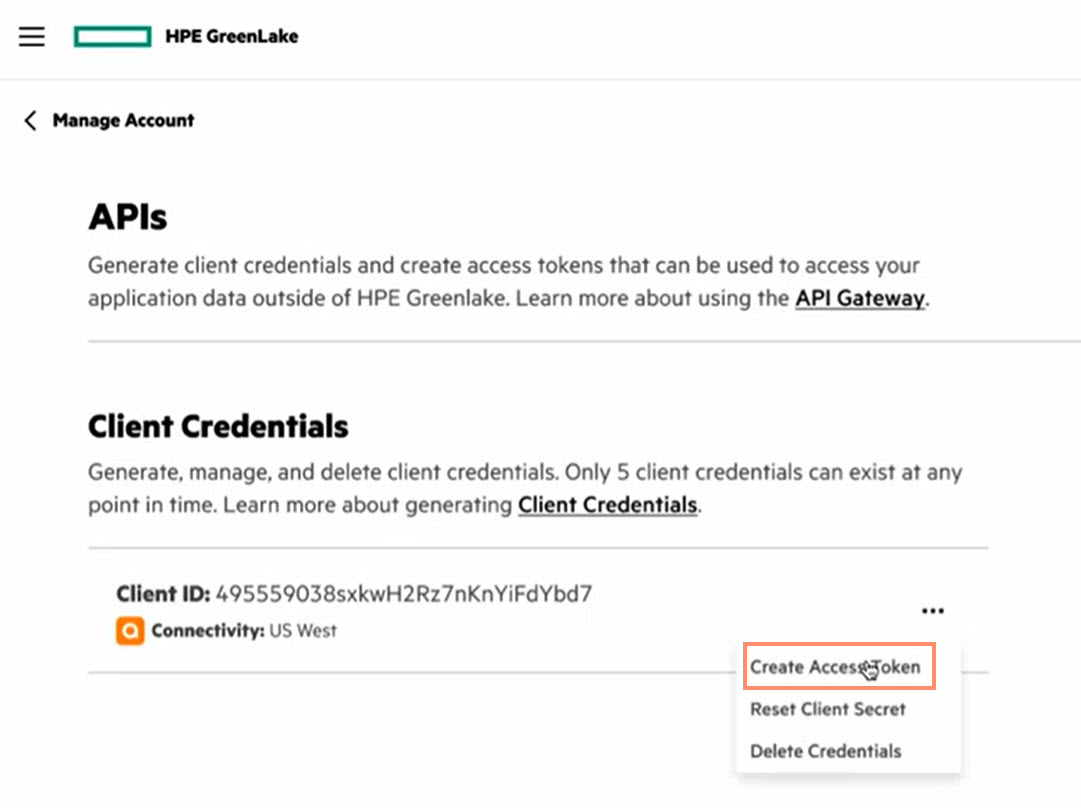 HPE GreenLake
Manage Account
APIs
Generate client credentials and create access tokens that can be used to access your
application data outside of HPE Greenlake. Learn more about using the API Gateway.
Client Credentials
Generate, manage, and delete client credentials. Only 5 client credentials can exist at any
point in time. Learn more about generating Client Credentials.
Client ID: 495559038sxkwH2Rz7nKnYiFdYbd7
Connectivity: US West
Create Access Token
Reset Client Secret
Delete Credentials